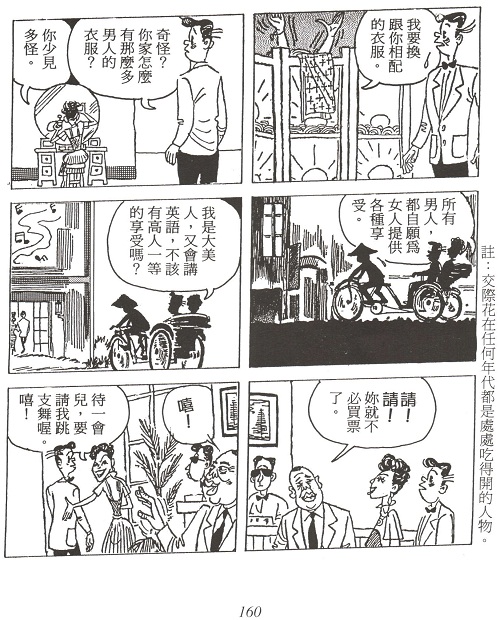 我要換
跟你相配
的衣服。
奇怪？
你家怎麼
有那麼多
男人的
衣服？
你少見
多怪。
所有
男人，
都自願為
女人提供
各種享
受。
我是大美
人，又會講
英語，不該
有高人一等
的享受嗎？
請！
請！
妳就不
必買票
了。
嘻！
待一會
兒，要
請我跳
支舞喔。
嘻！
註：交際花在任何年代都是處處吃得開的人物。
160